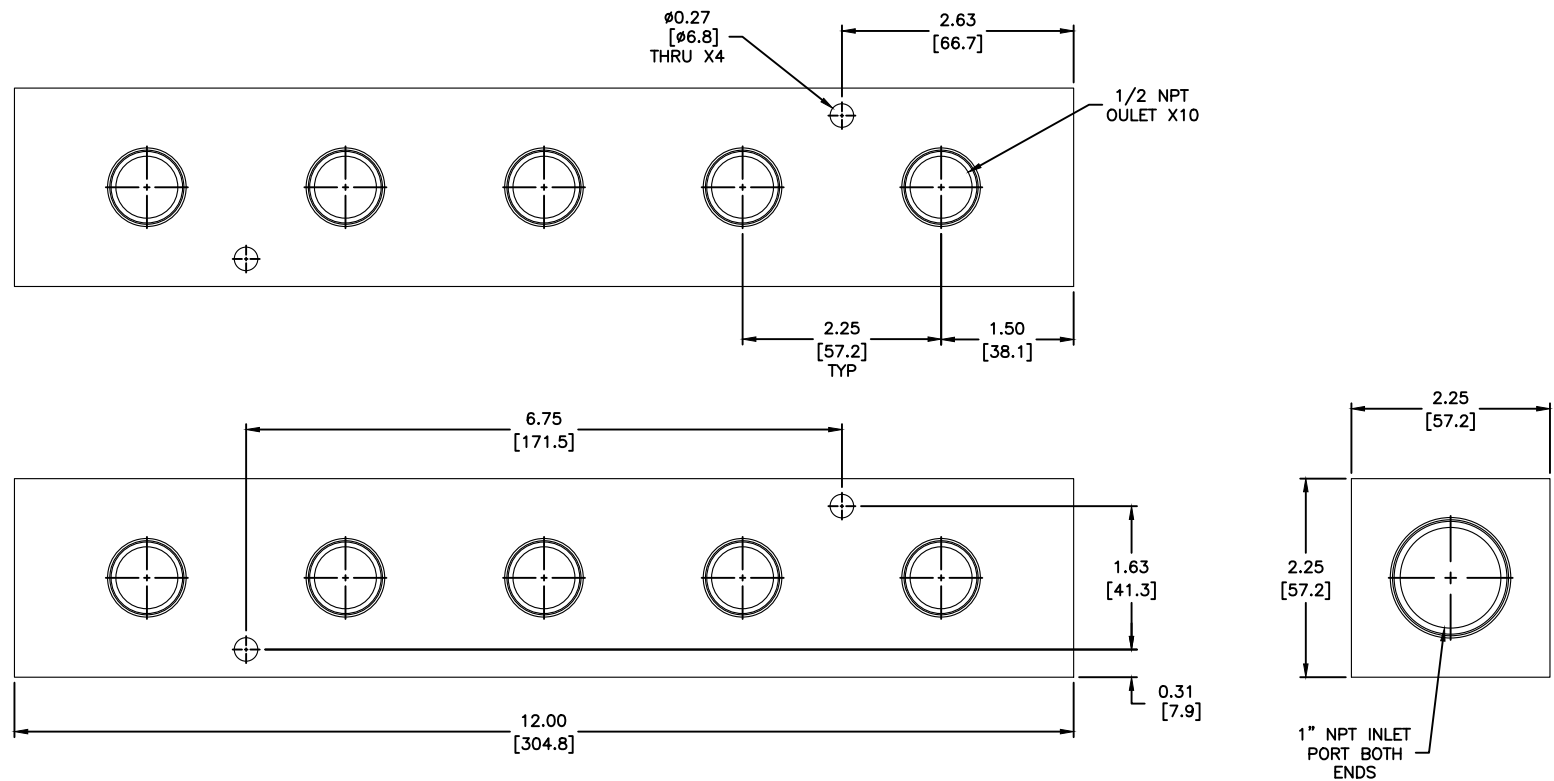 ø0.27
[ø6.8]
THRU X4
2.63
[66.7]
1/2 NPT
OULET X10
2.25
[57.2]
TYP
1.50
[38.1]
6.75
[171.5]
2.25
[57.2]
1.63
[41.3]
2.25
[57.2]
0.31
[7.9]
12.00
[304.8]
1" NPT INLET
PORT BOTH
ENDS